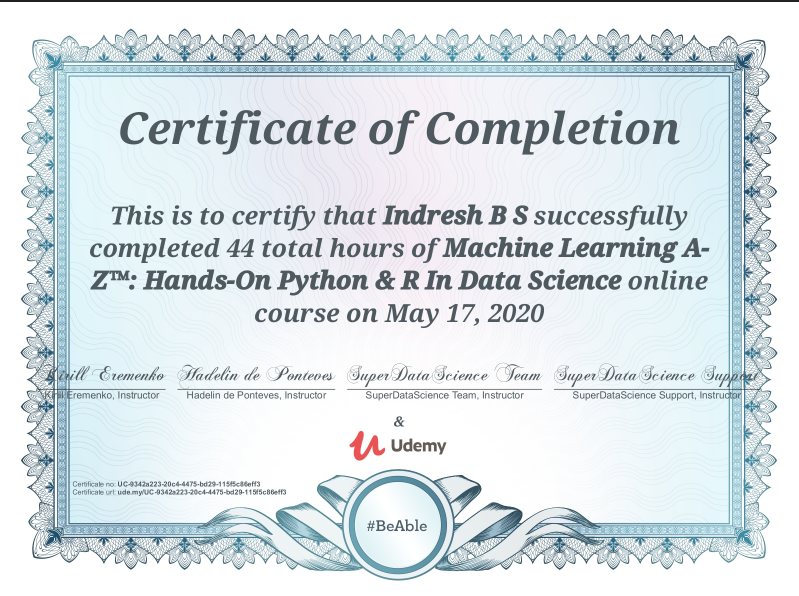 Certificate of Completion
This is to certify that Indresh B S successfully
completed 44 total hours of Machine Learning A-
Z™: Hands-On Python & R In Data Science online
course on May 17, 2020
Kirill Eremenko Hadelin de Ponteves SuperDataScience Team SuperDataScience Support
Kirill Eremenko, Instructor Hadelin de Ponteves, Instructor SuperDataScience Team, Instructor SuperDataScience Support, Instructor
&
Udemy
Certificate no: UC-9342a223-20c4-4475-bd29-115f5c86eff3
Certificate url: ude.my/UC-9342a223-20c4-4475-bd29-115f5c86eff3
#BeAble